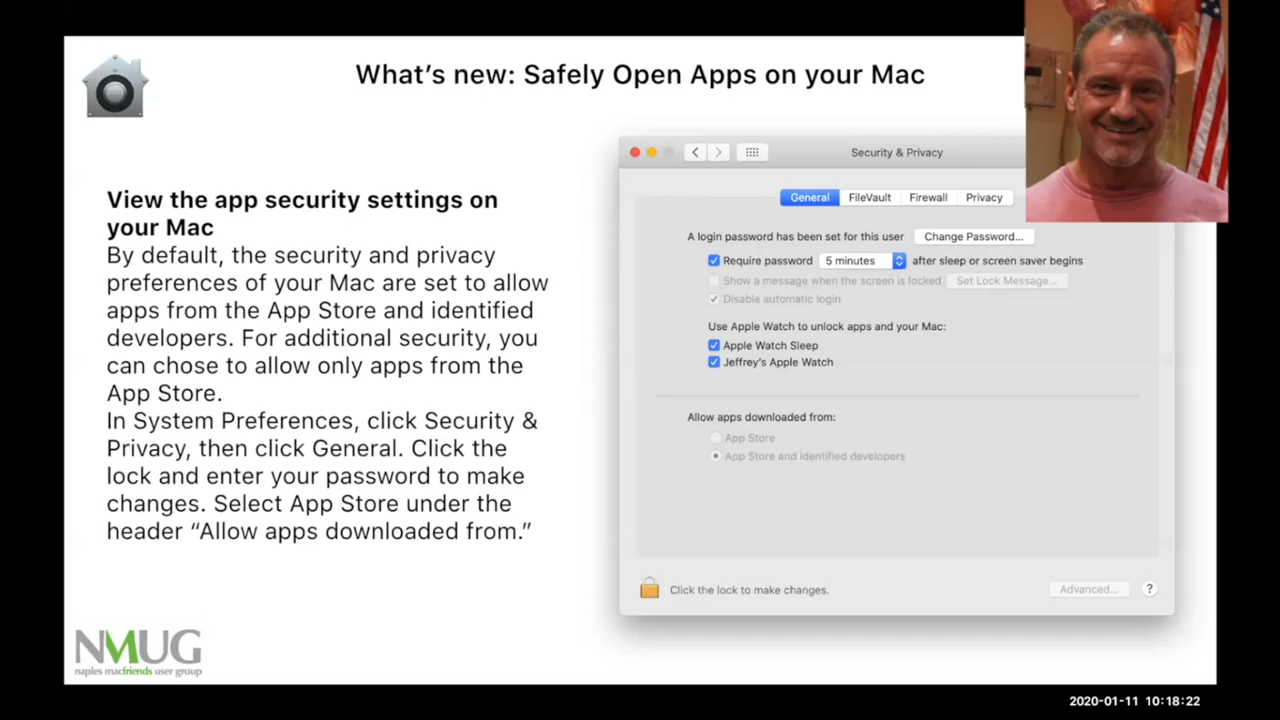 What's new: Safely Open Apps on your Mac
View the app security settings on
your Mac
By default, the security and privacy
preferences of your Mac are set to allow
apps from the App Store and identified
developers. For additional security, you
can chose to allow only apps from the
App Store.
In System Preferences, click Security &
Privacy, then click General. Click the
lock and enter your password to make
changes. Select App Store under the
header “Allow apps downloaded from.”
Security & Privacy
General FileVault Firewall Privacy
A login password has been set for this user Change Password...
Require password 5 minutes after sleep or screen saver begins
Show a message when the screen is locked Set Lock Message...
Disable automatic login
Use Apple Watch to unlock apps and your Mac:
Apple Watch Sleep
Jeffrey's Apple Watch
Allow apps downloaded from:
App Store
App Store and identified developers
Click the lock to make changes. Advanced... ?
NMUG
naples macfriends user group
2020-01-11 10:18:22